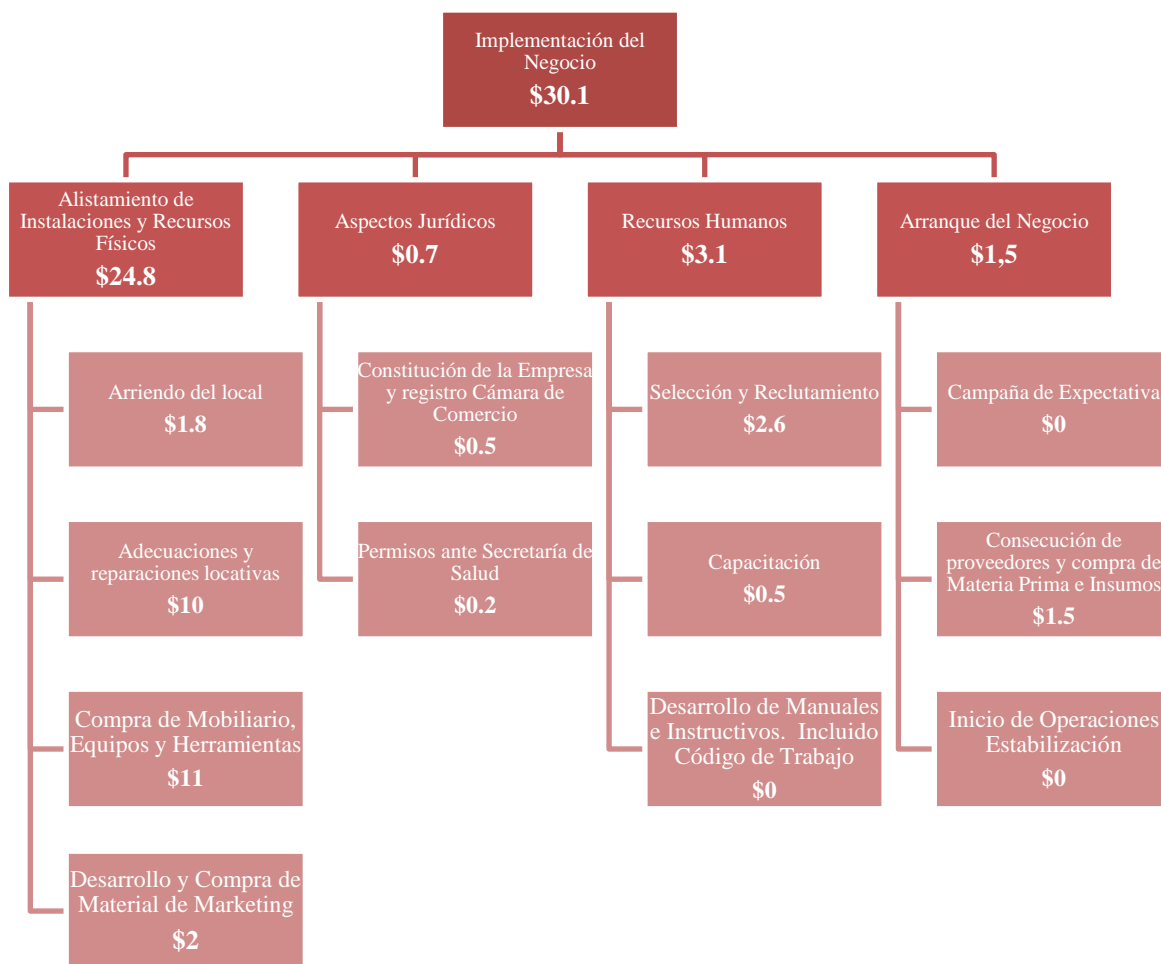 Implementación del
Negocio
$30.1
Alistamiento de
Instalaciones y Recursos
Físicos
$24.8
Arriendo del local
$1.8
Adecuaciones y
reparaciones locativas
$10
Compra de Mobiliario,
Equipos y Herramientas
$11
Desarrollo y Compra de
Material de Marketing
$2
Aspectos Jurídicos
$0.7
Constitución de la Empresa
y registro Cámara de
Comercio
$0.5
Permisos ante Secretaría de
Salud
$0.2
Recursos Humanos
$3.1
Selección y Reclutamiento
$2.6
Capacitación
$0.5
Desarrollo de Manuales
e Instructivos.  Incluido
Código de Trabajo
$0
Arranque del Negocio
$1,5
Campaña de Expectativa
$0
Consecución de
proveedores y compra de
Materia Prima e Insumos
$1.5
Inicio de Operaciones
Estabilización
$0